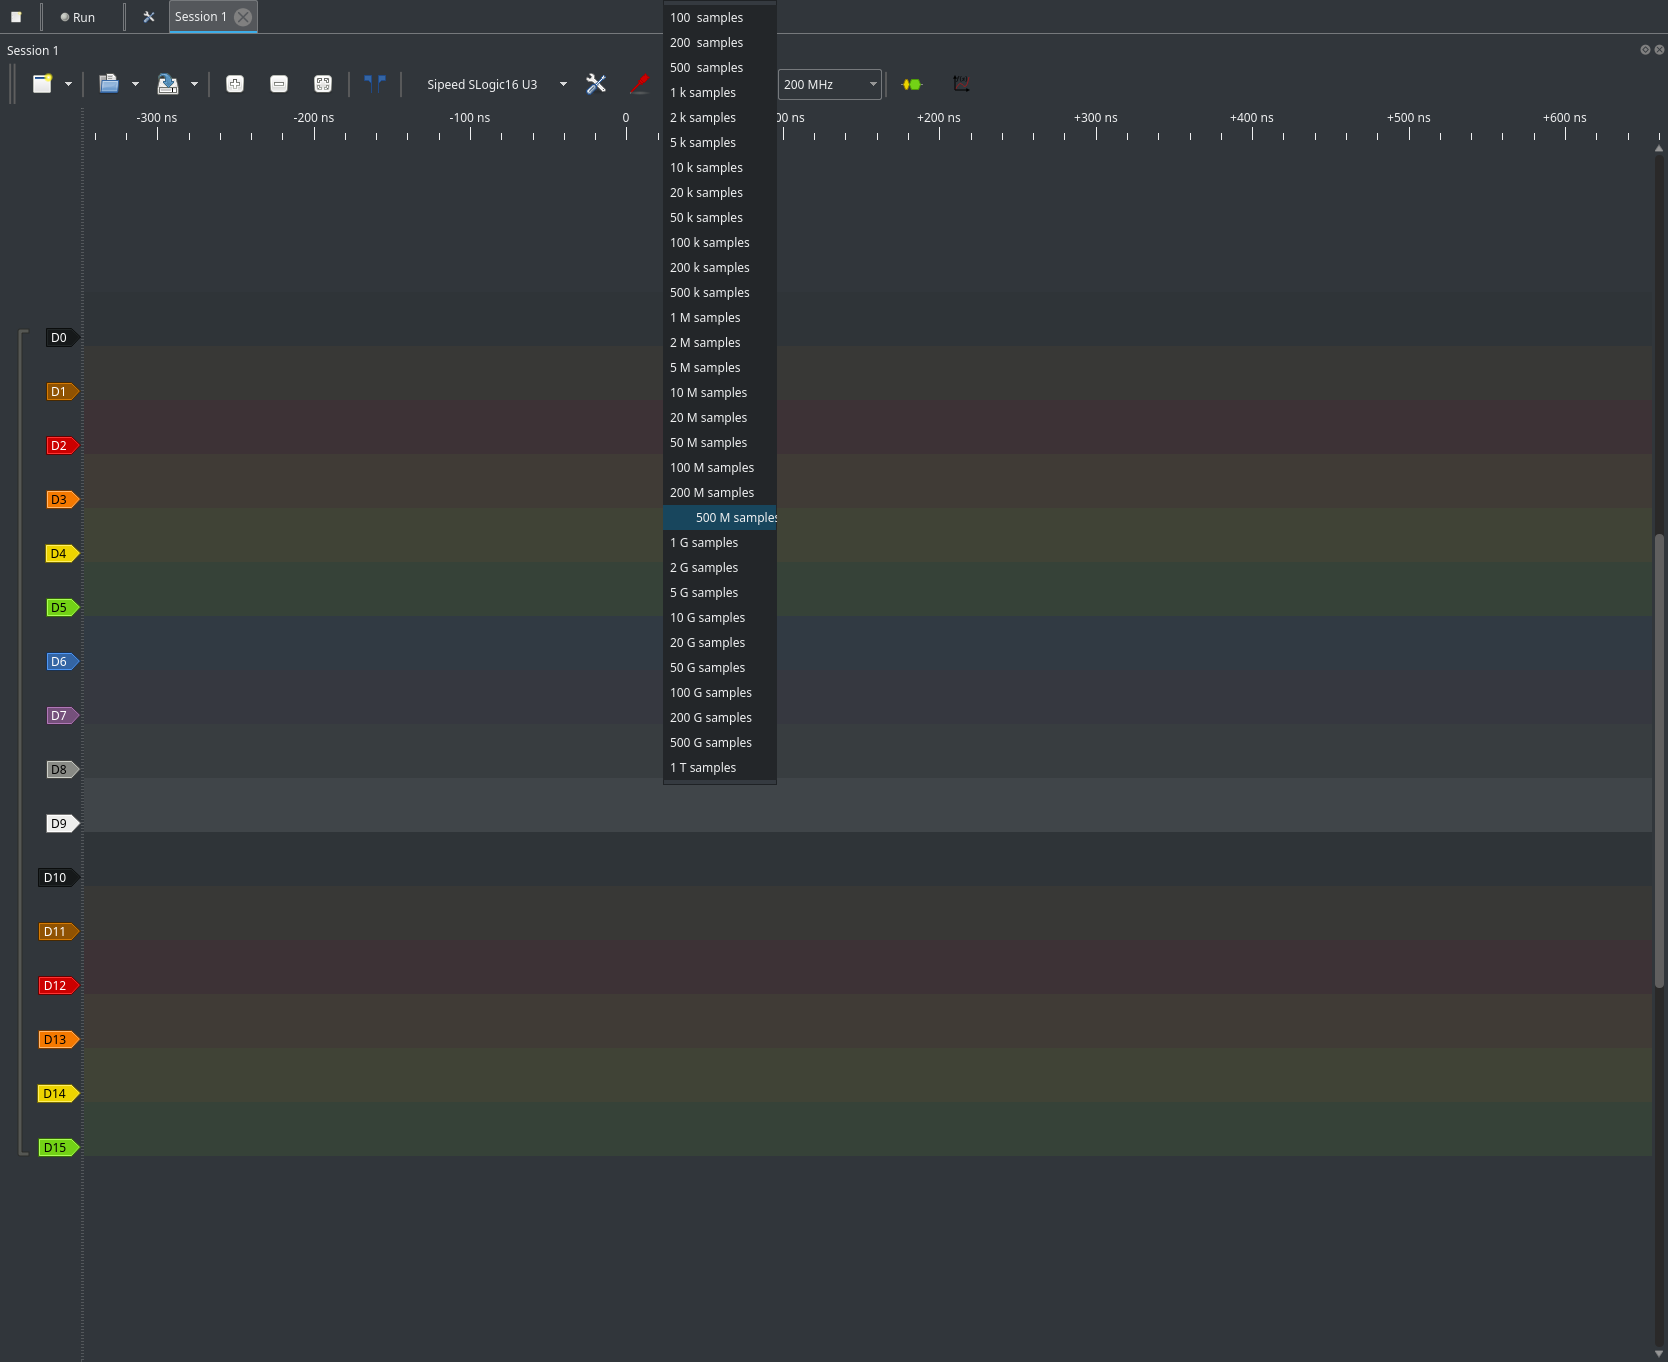 Run
Session 1
Session 1
Sipeed SLogic16 U3
200 MHz
-300 ns
-200 ns
-100 ns
0
00 ns
+200 ns
+300 ns
+400 ns
+500 ns
+600 ns
100 samples
200 samples
500 samples
1 k samples
2 k samples
5 k samples
10 k samples
20 k samples
50 k samples
100 k samples
200 k samples
500 k samples
1 M samples
2 M samples
5 M samples
10 M samples
20 M samples
50 M samples
100 M samples
200 M samples
500 M samples
1 G samples
2 G samples
5 G samples
10 G samples
20 G samples
50 G samples
100 G samples
200 G samples
500 G samples
1 T samples
D0
D1
D2
D3
D4
D5
D6
D7
D8
D9
D10
D11
D12
D13
D14
D15